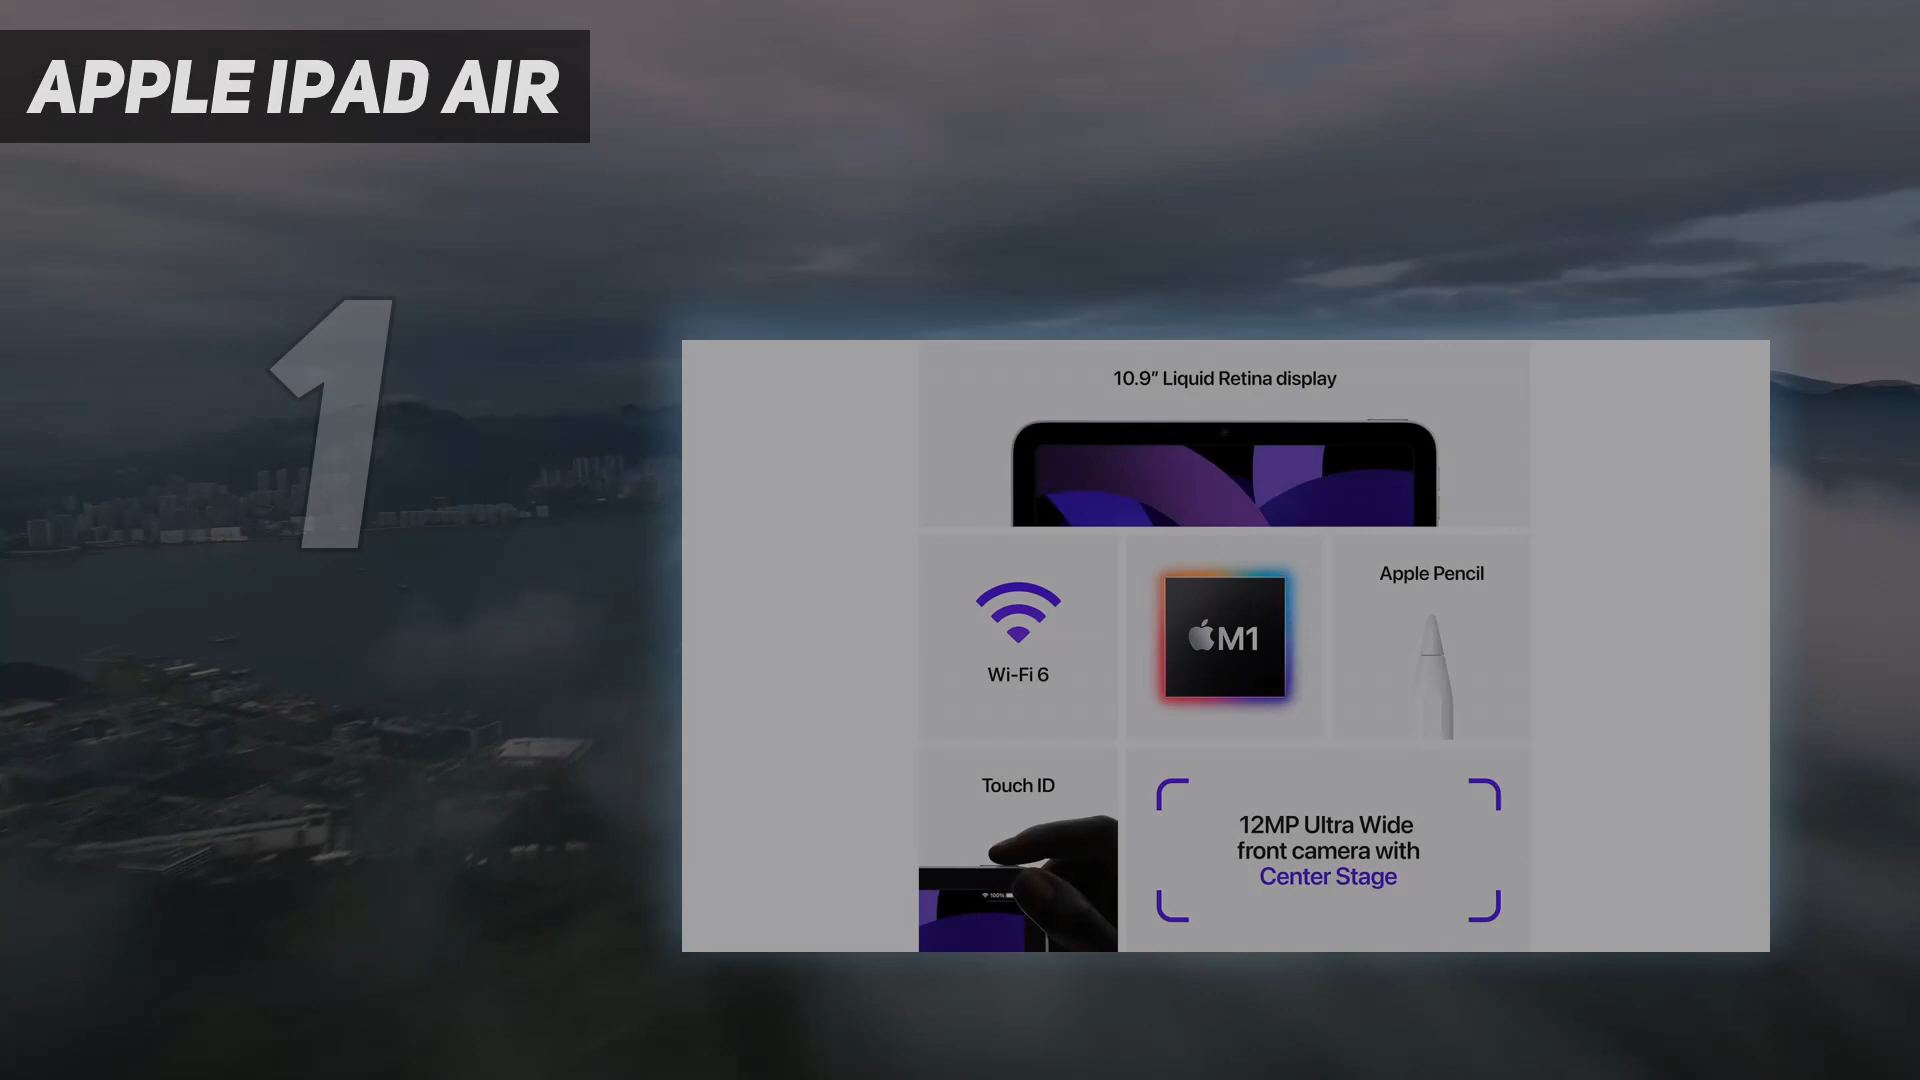 APPLE IPAD AIR
1
10.9” Liquid Retina display
Wi-Fi 6
M1
Apple Pencil
Touch ID
100%
12MP Ultra Wide
front camera with
Center Stage